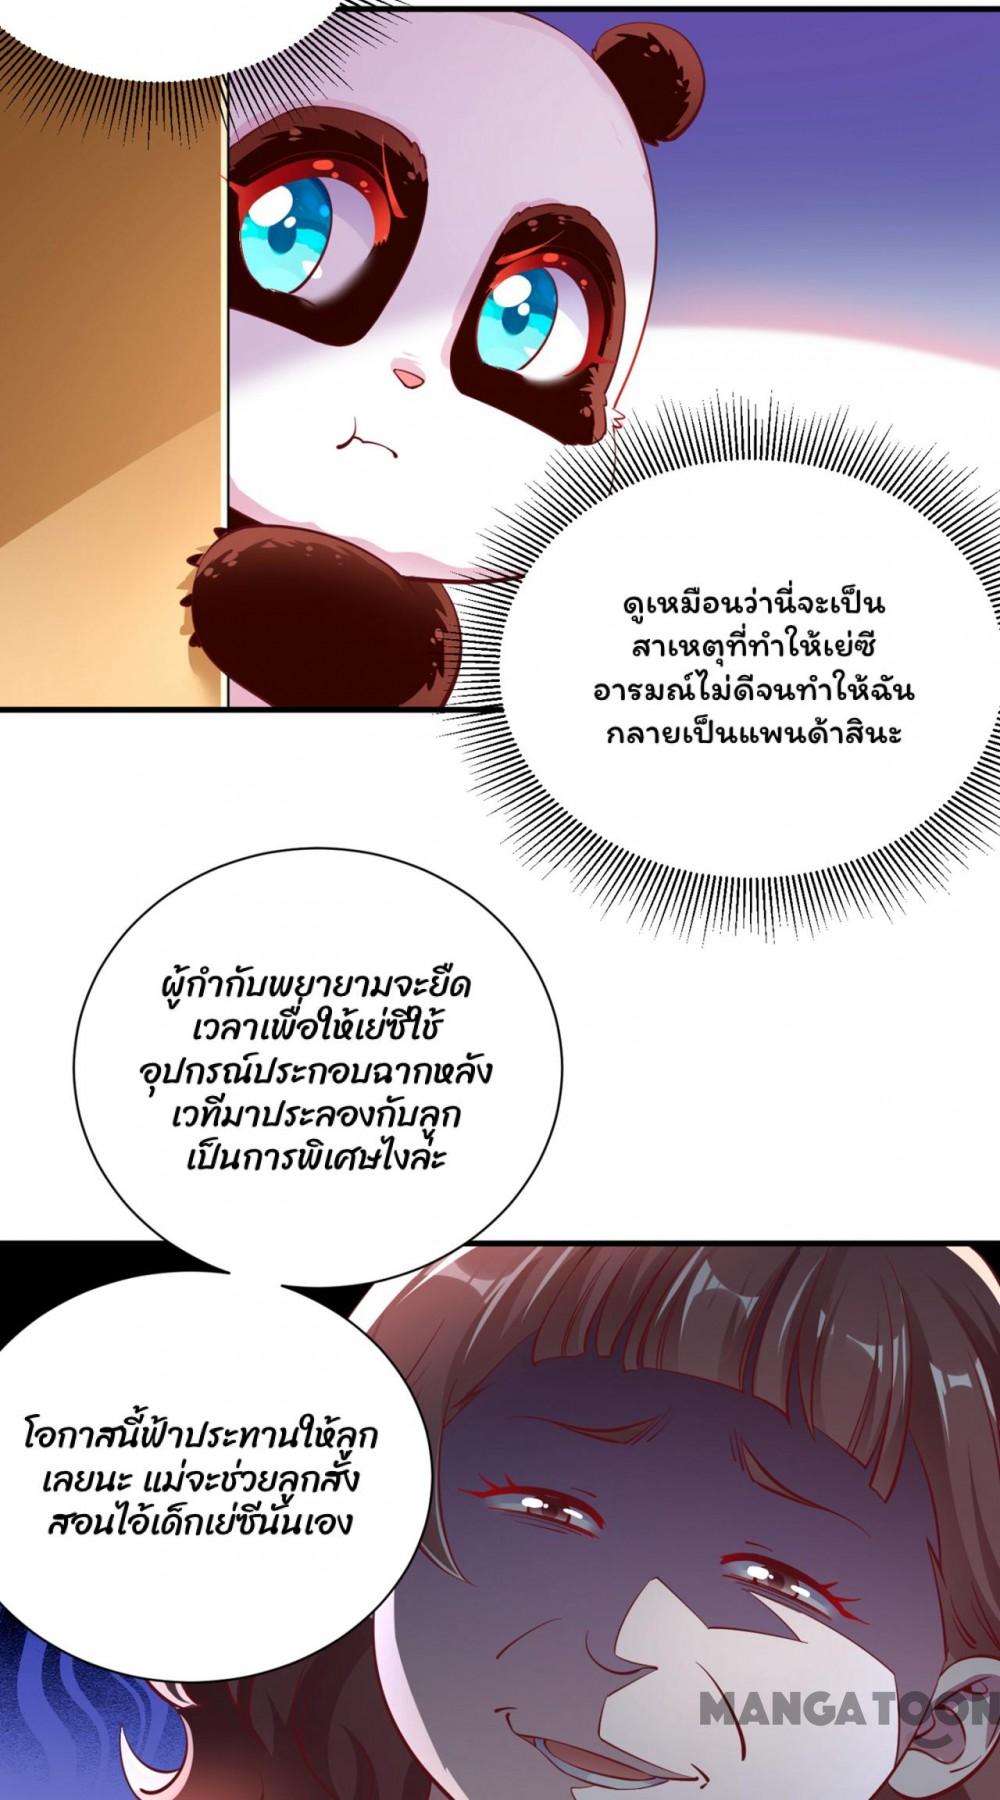 ดูเหมือนว่านี่จะเป็น
สาเหตุที่ทำให้เย่ซี
อารมณ์ไม่ดีจนทำให้ฉัน
กลายเป็นแพนด้าสินะ
ผู้กำกับพยายามจะยืด
เวลาเพื่อให้เย่ซีใช้
อุปกรณ์ประกอบฉากหลัง
เวทีมาประลองกับลูก
เป็นการพิเศษไงล่ะ
โอกาสนี้ฟ้าประทานให้ลูก
เลยนะ แม่จะช่วยลูกสั่ง
สอนไอ้เด็กเย่ซีนั่นเอง
MANGATOON